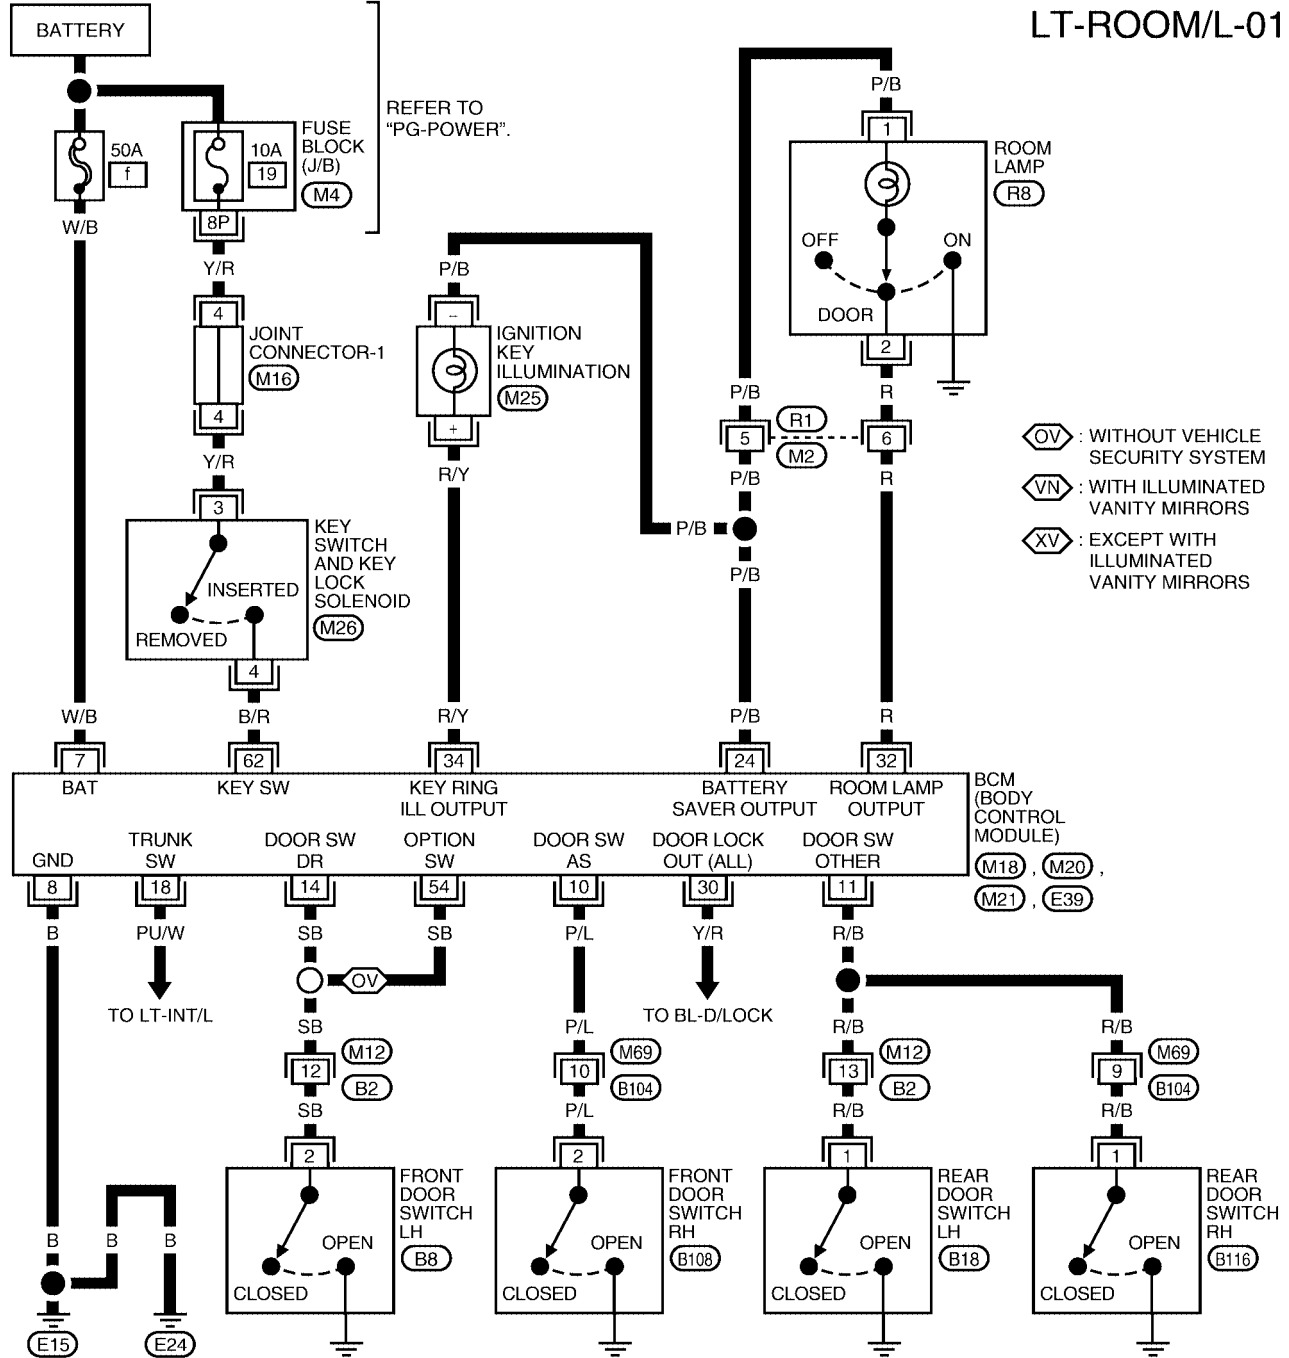 LT-ROOM/L-01
BATTERY
REFER TO
“PG-POWER”.
50A
f
10A
19
FUSE
BLOCK
(J/B)
M4
8P
W/B
Y/R
4
JOINT
CONNECTOR-1
M16
4
Y/R
3
KEY
SWITCH
AND KEY
LOCK
SOLENOID
M26
INSERTED
REMOVED
4
P/B
−
IGNITION
KEY
ILLUMINATION
M25
+
R/Y
P/B
1
ROOM
LAMP
R8
OFF
ON
DOOR
2
P/B
R
5
R1
M2
6
P/B
R
P/B
P/B
OV : WITHOUT VEHICLE
SECURITY SYSTEM
VN : WITH ILLUMINATED
VANITY MIRRORS
XV : EXCEPT WITH
ILLUMINATED
VANITY MIRRORS
W/B
B/R
R/Y
P/B
R
7
62
34
24
32
BAT
KEY SW
KEY RING
ILL OUTPUT
BATTERY
SAVER OUTPUT
ROOM LAMP
OUTPUT
BCM
(BODY
CONTROL
MODULE)
M18 , M20 ,
M21 , E39
GND
TRUNK
SW
DOOR SW
DR
OPTION
SW
DOOR SW
AS
DOOR LOCK
OUT (ALL)
DOOR SW
OTHER
8
18
14
54
10
30
11
B
PU/W
SB
SB
P/L
Y/R
R/B
OV
TO LT-INT/L
TO BL-D/LOCK
SB
P/L
R/B
R/B
12
M12
B2
10
M69
B104
13
M12
B2
9
M69
B104
SB
P/L
R/B
R/B
2
2
1
1
FRONT
DOOR
SWITCH
LH
B8
OPEN
CLOSED
FRONT
DOOR
SWITCH
RH
B108
OPEN
CLOSED
REAR
DOOR
SWITCH
LH
B18
OPEN
CLOSED
REAR
DOOR
SWITCH
RH
B116
OPEN
CLOSED
B
B
B
E15
E24